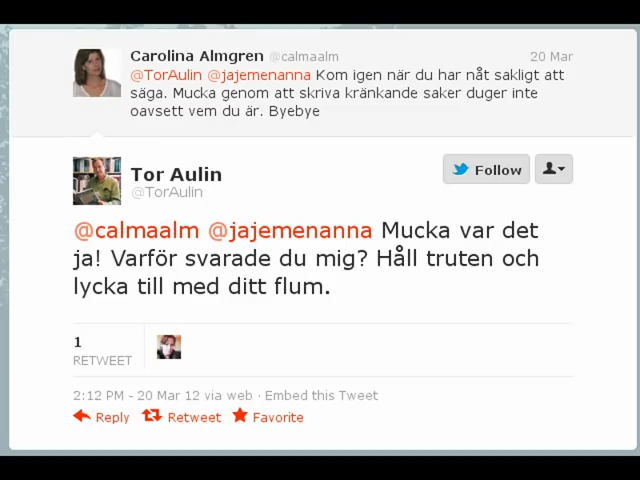 Carolina Almgren @calmaalm 20 Mar
@TorAulin @jajemenanna Kom igen när du har nåt sakligt att
säga. Mucka genom att skriva kränkande saker duger inte
oavsett vem du är. Byebye
Tor Aulin
@TorAulin
Follow
@calmaalm @jajemenanna Mucka var det
ja! Varför svarade du mig? Håll truten och
lycka till med ditt flum.
1
RETWEET
2:12 PM - 20 Mar 12 via web · Embed this Tweet
Reply Retweet Favorite